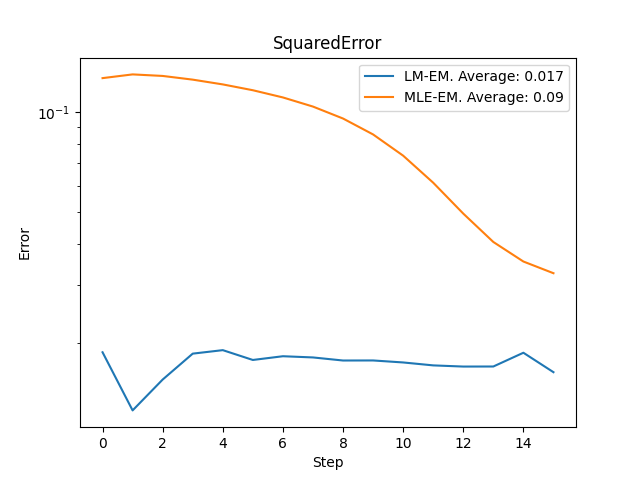 SquaredError
LM-EM. Average: 0.017
MLE-EM. Average: 0.09
10⁻¹
Error
0 2 4 6 8 10 12 14
Step